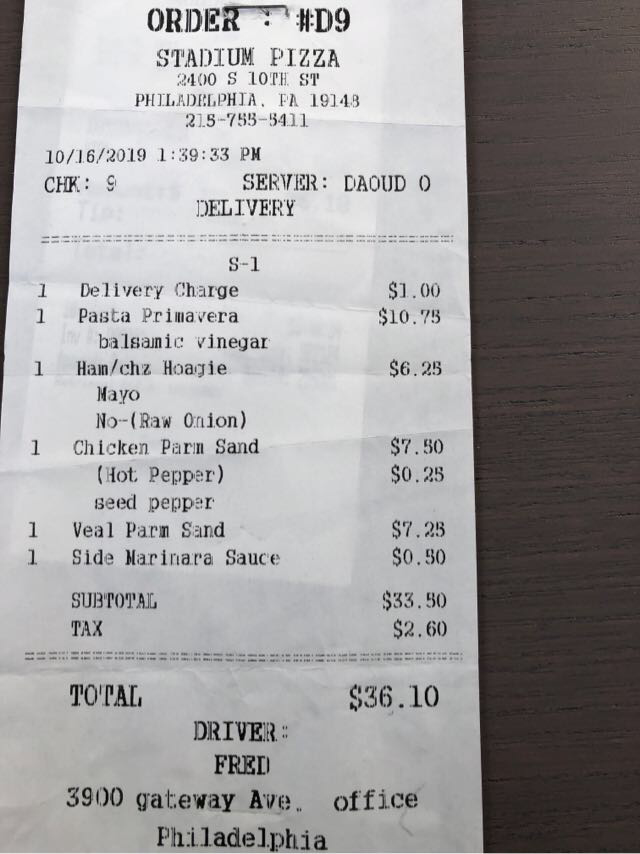 ORDER : #D9
STADIUM PIZZA
2400 S 10TH ST
PHILADELPHIA, PA 19148
215-755-5411
10/16/2019 1:39:33 PM
CHK: 9 SERVER: DAOUD O
DELIVERY
S-1
1 Delivery Charge $1.00
1 Pasta Primavera $10.75
balsamic vinegar
1 Ham/chz Hoagie $6.25
Mayo
No-(Raw Onion)
1 Chicken Parm Sand $7.50
(Hot Pepper) $0.25
seed pepper
1 Veal Parm Sand $7.25
1 Side Marinara Sauce $0.50
SUBTOTAL $33.50
TAX $2.60
TOTAL $36.10
DRIVER:
FRED
3900 gateway Ave. office
Philadelphia